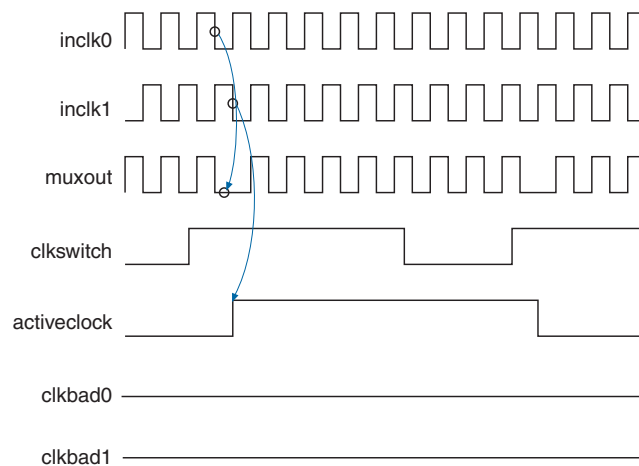 inclk0
inclk1
muxout
clkswitch
activeclock
clkbad0
clkbad1